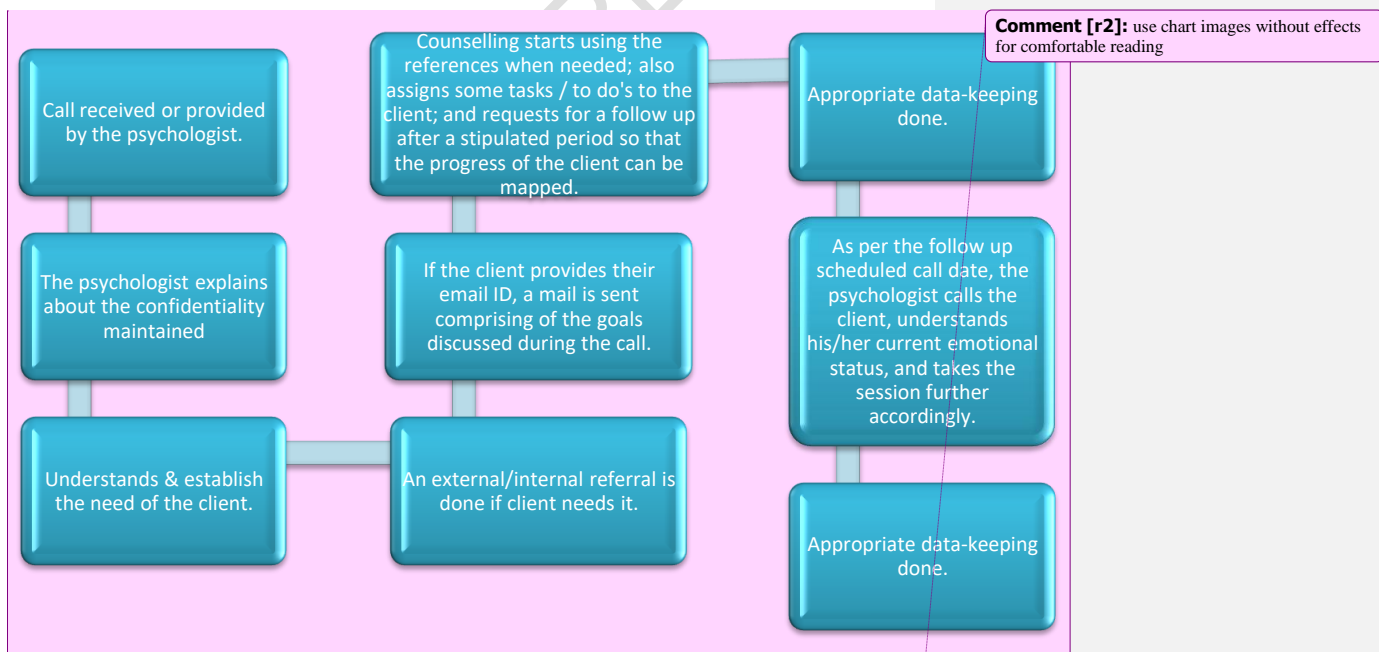 Comment [r2]: use chart images without effects
for comfortable reading
Call received or provided
by the psychologist.
The psychologist explains
about the confidentiality
maintained
Understands & establish
the need of the client.
An external/internal referral is
done if client needs it.
If the client provides their
email ID, a mail is sent
comprising of the goals
discussed during the call.
Counselling starts using the
references when needed; also
assigns some tasks / to do's to the
client; and requests for a follow up
after a stipulated period so that
the progress of the client can be
mapped.
Appropriate data-keeping
done.
As per the follow up
scheduled call date, the
psychologist calls the
client, understands
his/her current emotional
status, and takes the
session further
accordingly.
Appropriate data-keeping
done.